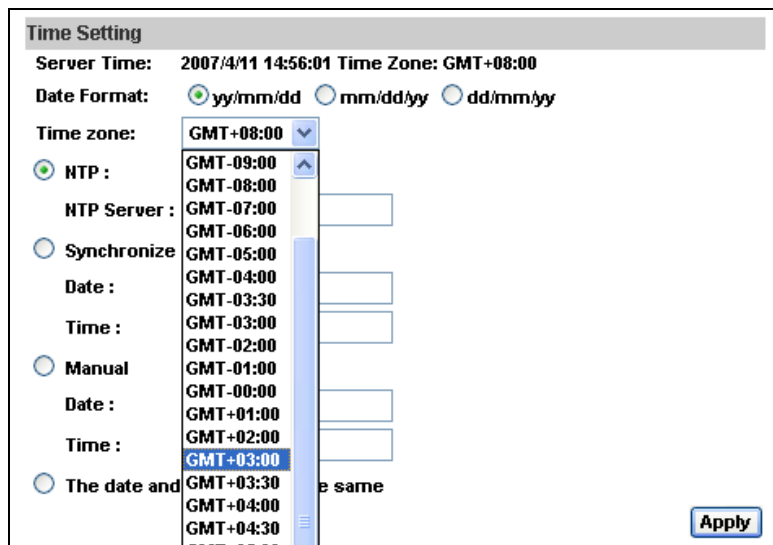 Time Setting
Server Time: 2007/4/11 14:56:01 Time Zone: GMT+08:00
Date Format: yy/mm/dd mm/dd/yy dd/mm/yy
Time zone: GMT+08:00
GMT-09:00
GMT-08:00
GMT-07:00
GMT-06:00
GMT-05:00
GMT-04:00
GMT-03:30
GMT-03:00
GMT-02:00
GMT-01:00
GMT-00:00
GMT+01:00
GMT+02:00
GMT+03:00
GMT+03:30
GMT+04:00
GMT+04:30
NTP :
NTP Server :
Synchronize
Date :
Time :
Manual
Date :
Time :
The date and e same
Apply